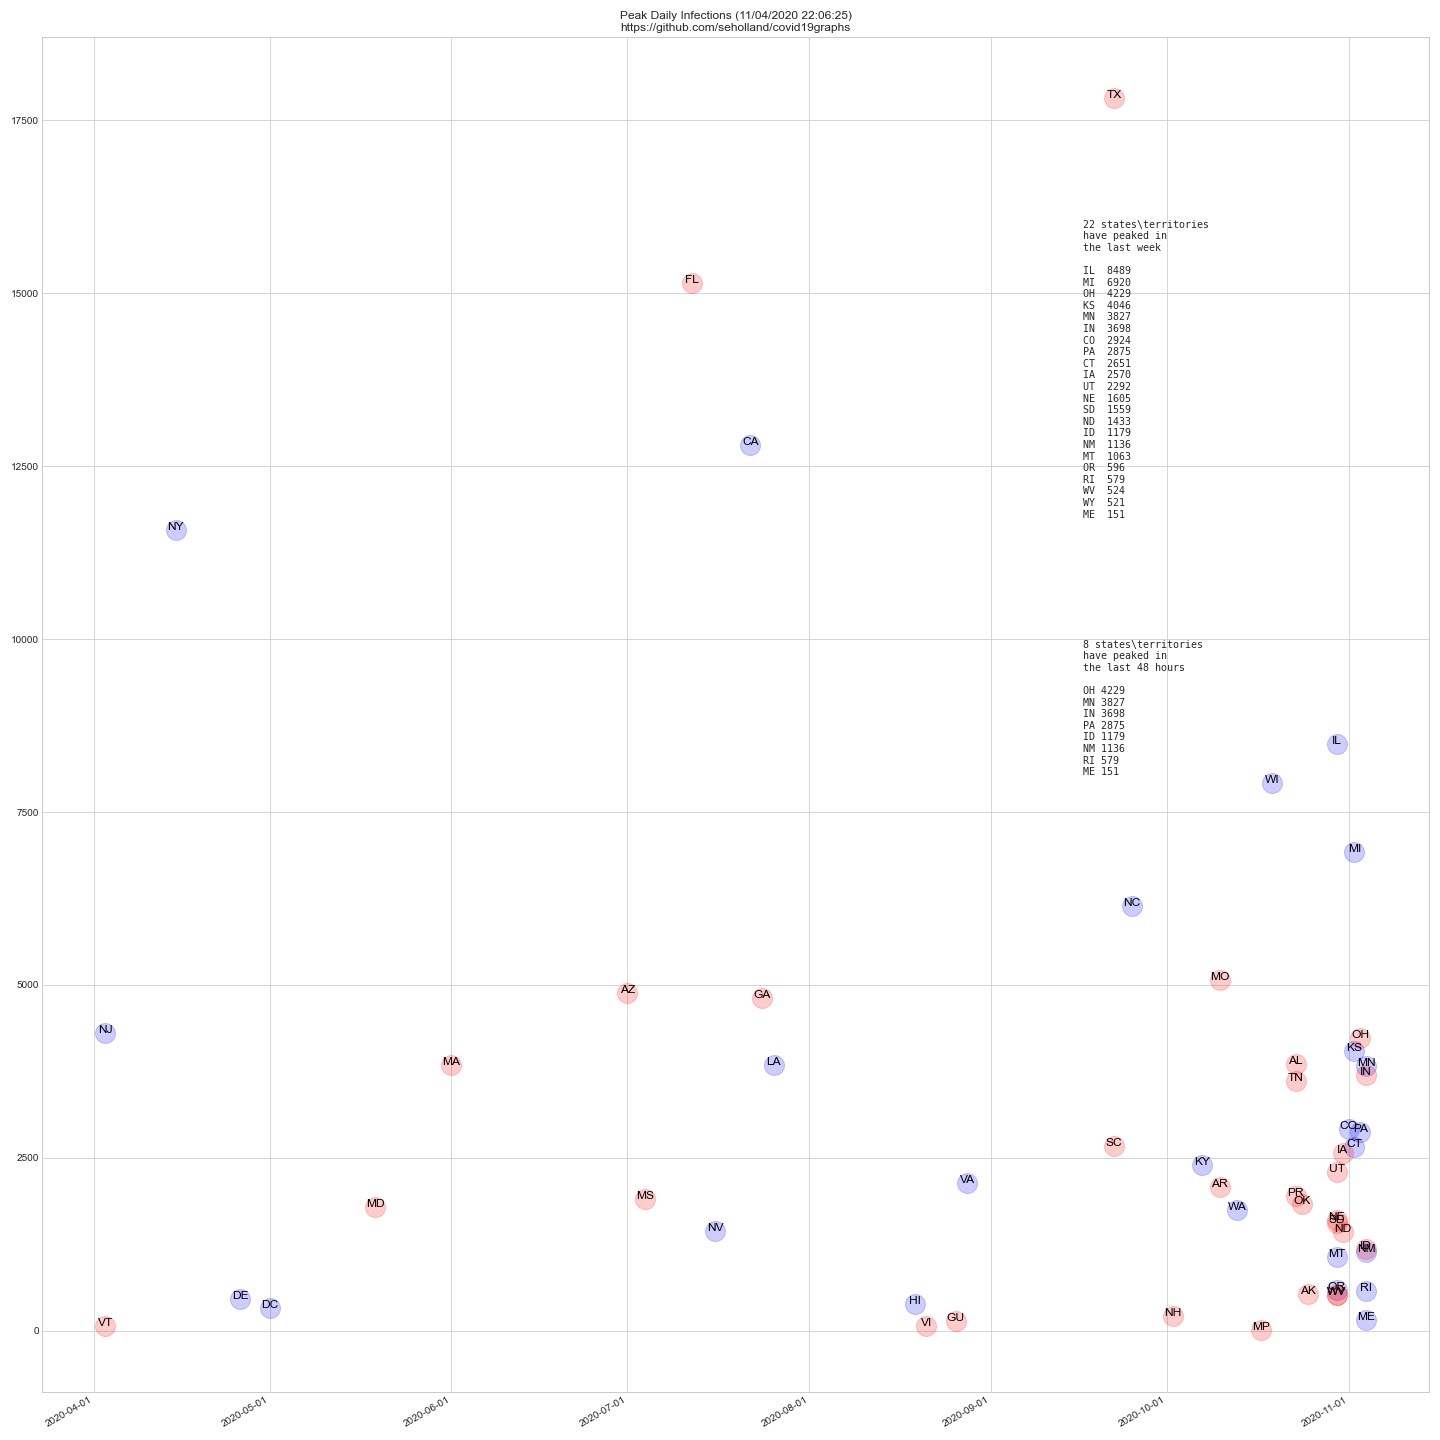 Peak Daily Infections (11/04/2020 22:06:25)
https://github.com/seholland/covid19graphs
17500
15000
12500
10000
7500
5000
2500
0
TX
22 states\territories
have peaked in
the last week
IL 8489
MI 6920
OH 4229
KS 4046
MN 3827
IN 3698
CO 2924
PA 2875
CT 2651
IA 2570
UT 2292
NE 1605
SD 1559
ND 1433
ID 1179
NM 1136
MT 1063
OR 596
RI 579
WV 524
WY 521
ME 151
FL
CA
NY
8 states\territories
have peaked in
the last 48 hours
OH 4229
MN 3827
IN 3698
PA 2875
ID 1179
NM 1136
RI 579
ME 151
IL
WI
MI
NC
MO
AZ
GA
NJ
OH
KS
MA
LA
AL
MN
IN
TN
CO
PA
SC
CT
IA
KY
UT
VA
AR
MD
MS
PR
OK
WA
NV
NE
SD
ND
ID
NM
MT
DE
DC
HI
AK
OR
WV
WY
RI
VT
VI
GU
NH
MP
ME
2020-04-01
2020-05-01
2020-06-01
2020-07-01
2020-08-01
2020-09-01
2020-10-01
2020-11-01